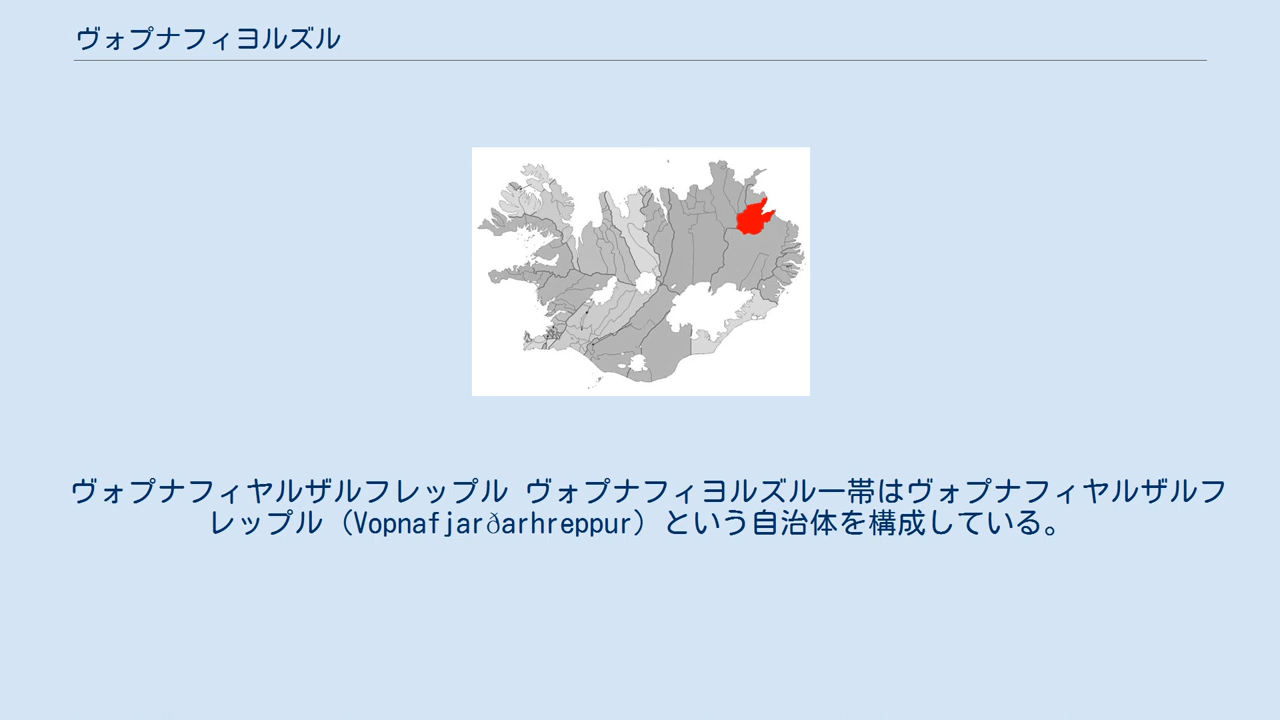 ヴォプナフィヨルズル
ヴォプナフィヤルザルフレップル ヴォプナフィヨルズル一帯はヴォプナフィヤルザルフ
レップル（Vopnafjarðarhreppur）という自治体を構成している。